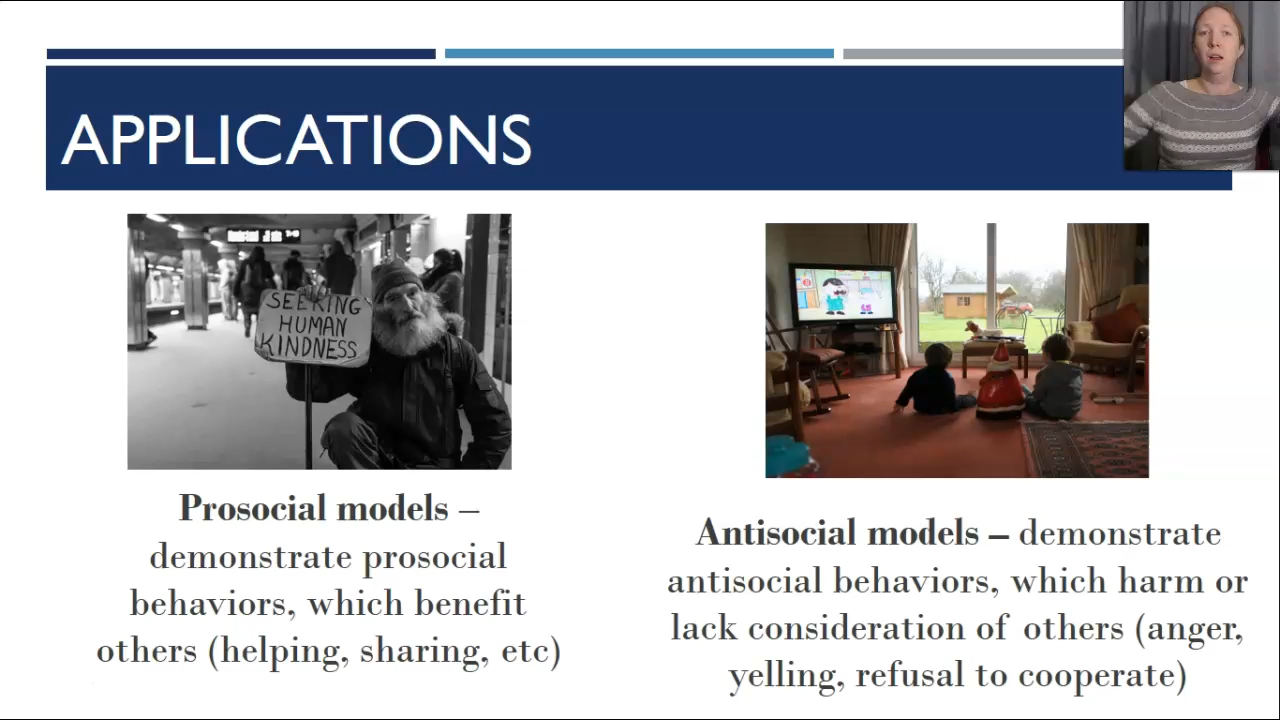 APPLICATIONS
SEEKING
HUMAN
KINDNESS
Prosocial models –
demonstrate prosocial
behaviors, which benefit
others (helping, sharing, etc)
Antisocial models – demonstrate
antisocial behaviors, which harm or
lack consideration of others (anger,
yelling, refusal to cooperate)